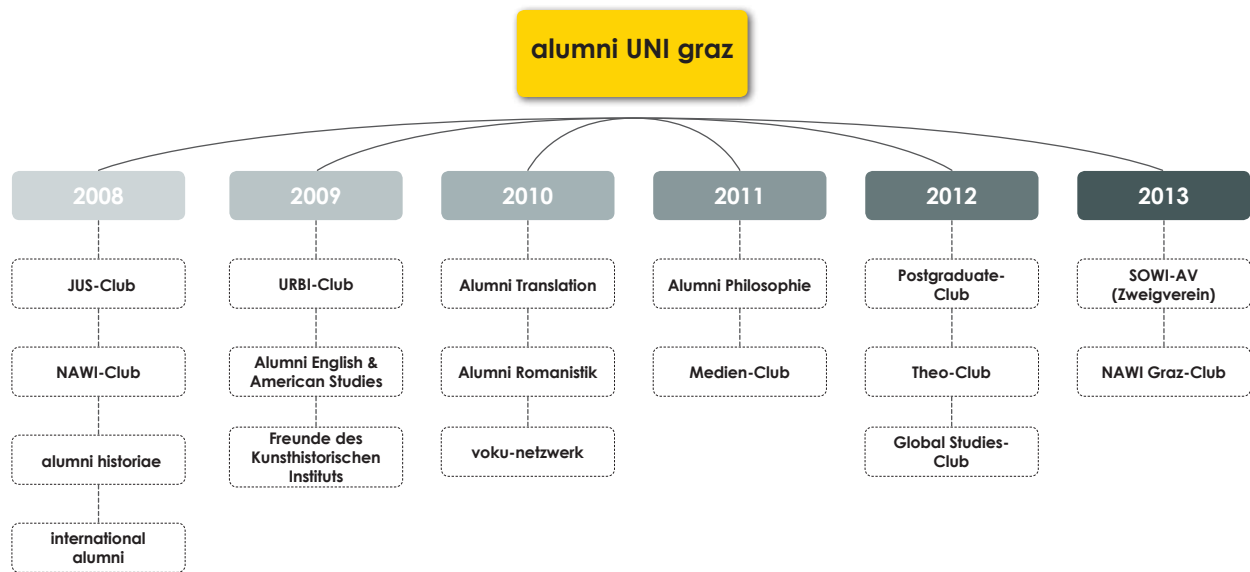 alumni UNI graz
2008
JUS-Club
NAWI-Club
alumni historiae
international
alumni
2009
URBI-Club
Alumni English &
American Studies
Freunde des
Kunsthistorischen
Instituts
2010
Alumni Translation
Alumni Romanistik
voku-netzwerk
2011
Alumni Philosophie
Medien-Club
2012
Postgraduate-
Club
Theo-Club
Global Studies-
Club
2013
SOWI-AV
(Zweigverein)
NAWI Graz-Club